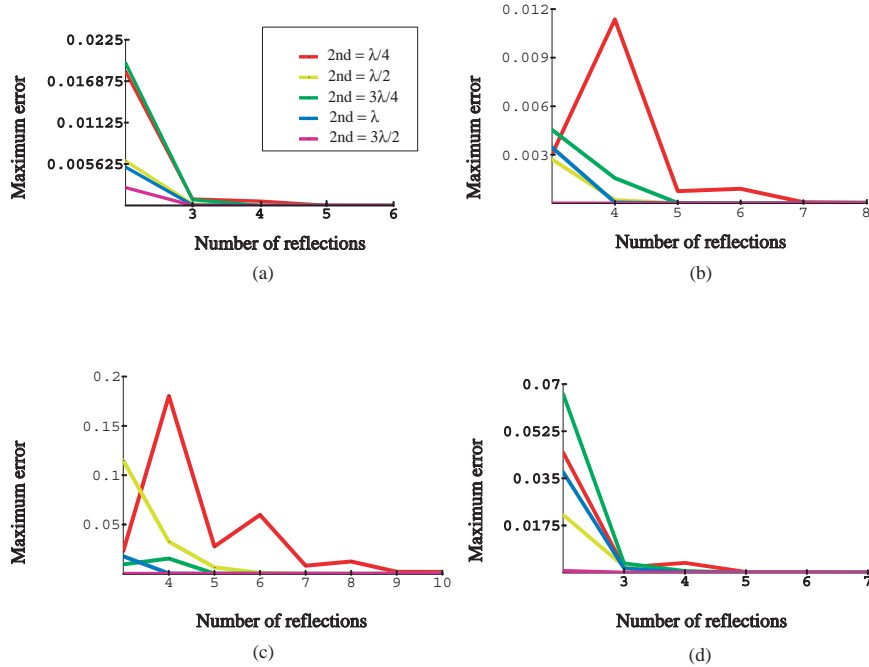 0.0225
0.016875
0.01125
0.005625
Maximum error
2nd = λ/4
2nd = λ/2
2nd = 3λ/4
2nd = λ
2nd = 3λ/2
3 4 5 6
Number of reflections
(a)
0.012
0.009
0.006
0.003
Maximum error
4 5 6 7 8
Number of reflections
(b)
0.2
0.15
0.1
0.05
Maximum error
4 5 6 7 8 9 10
Number of reflections
(c)
0.07
0.0525
0.035
0.0175
Maximum error
3 4 5 6 7
Number of reflections
(d)